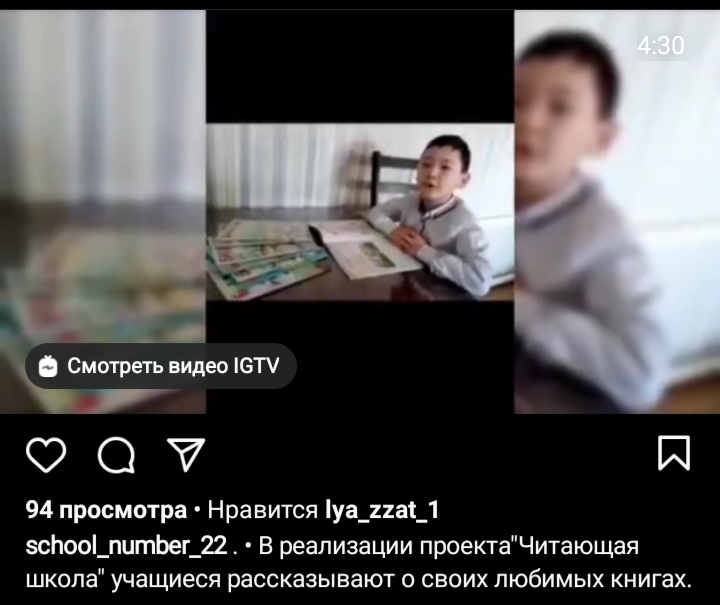 4:30
Смотреть видео IGTV
94 просмотра • Нравится lya_zzat_1
school_number_22 . • В реализации проекта"Читающая
школа" учащиеся рассказывают о своих любимых книгах.